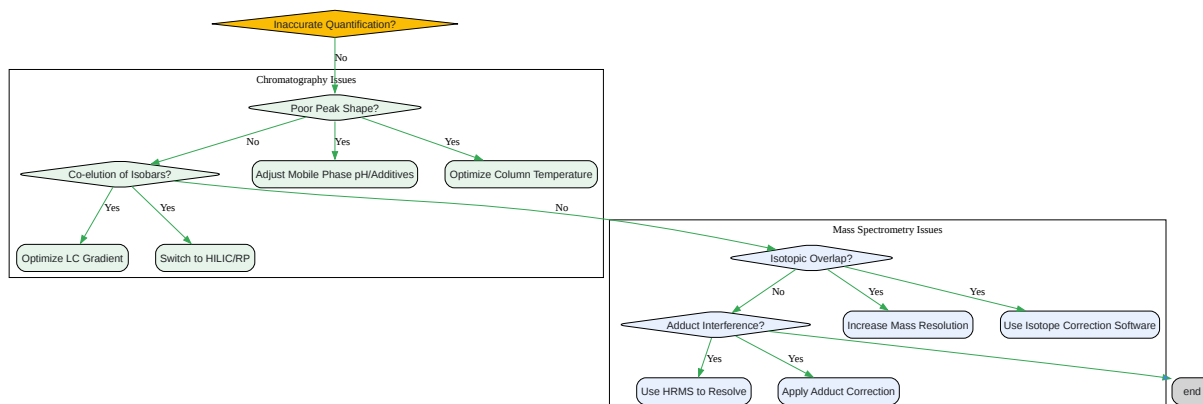 Inaccurate Quantification?
No
Chromatography Issues
Poor Peak Shape?
No
Yes
Yes
Co-elution of Isobars?
Adjust Mobile Phase pH/Additives
Optimize Column Temperature
Yes
Yes
No
Optimize LC Gradient
Switch to HILIC/RP
Mass Spectrometry Issues
Isotopic Overlap?
No
Yes
Yes
Adduct Interference?
Increase Mass Resolution
Use Isotope Correction Software
Yes
Yes
Use HRMS to Resolve
Apply Adduct Correction
end